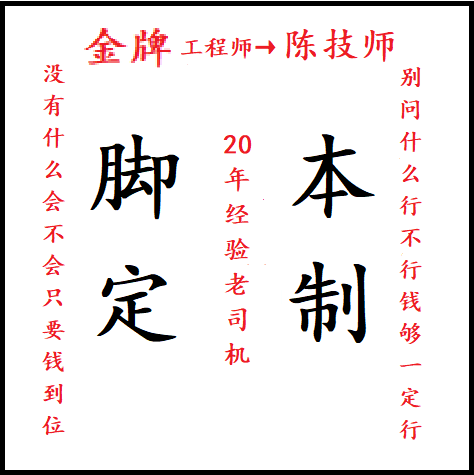 金牌 工程师→陈技师
没有什么会不会只要钱到位
脚本
定制
20年经验老司机
别问什么行不行钱够一定行